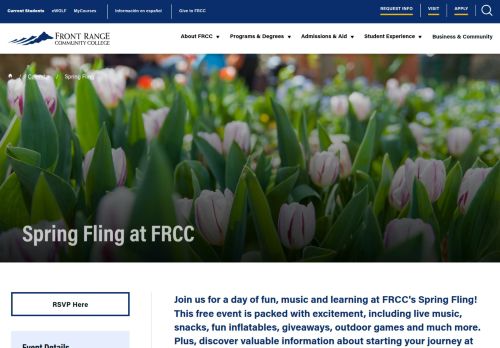 Current Students eWOLF MyCourses Información en español Give to FRCC REQUEST INFO VISIT APPLY
FRONT RANGE
COMMUNITY COLLEGE
About FRCC Programs & Degrees Admissions & Aid Student Experience Business & Community
/ Calendar / Spring Fling
Spring Fling at FRCC
RSVP Here
Event Details
Join us for a day of fun, music and learning at FRCC's Spring Fling!
This free event is packed with excitement, including live music,
snacks, fun inflatables, giveaways, outdoor games and much more.
Plus, discover valuable information about starting your journey at